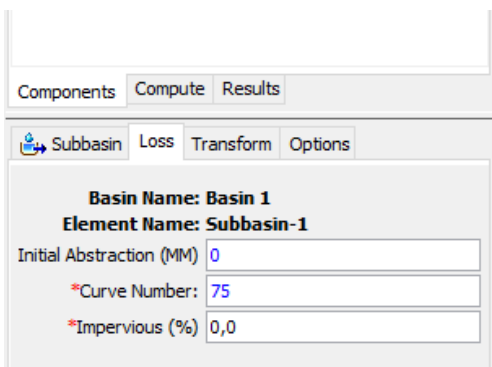 Components Compute Results
Subbasin Loss Transform Options
Basin Name: Basin 1
Element Name: Subbasin-1
Initial Abstraction (MM) 0
*Curve Number: 75
*Impervious (%) 0,0